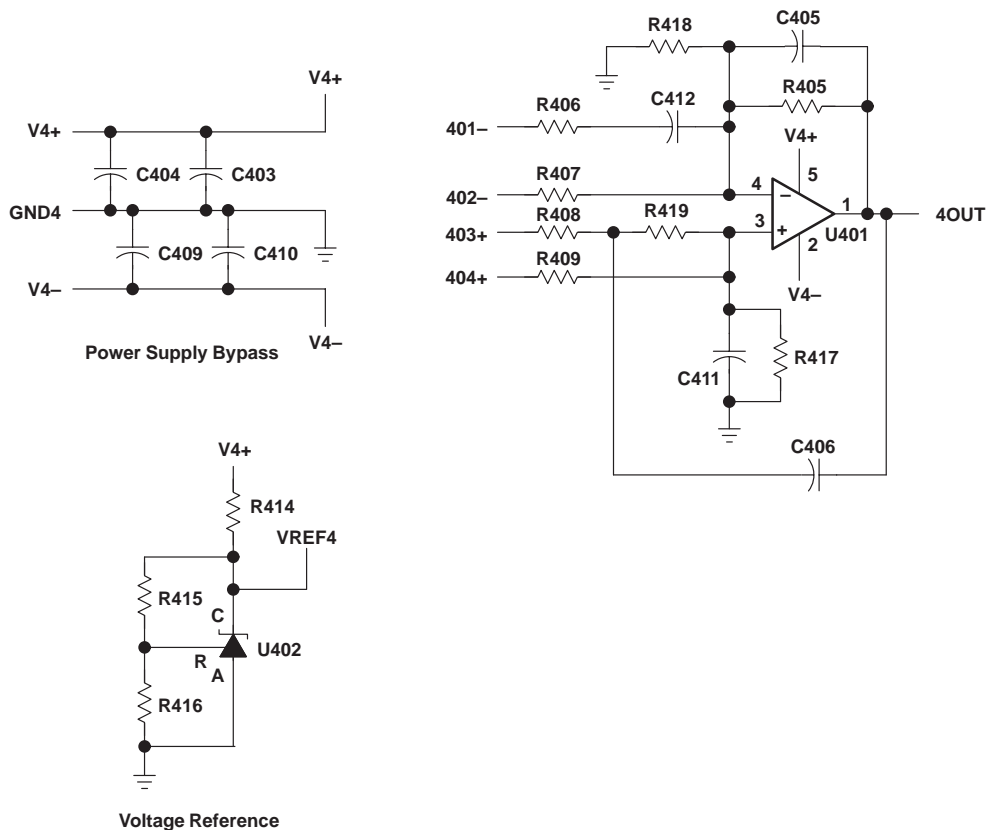 V4+
V4+
C404
C403
GND4
C409
C410
V4–
V4–
Power Supply Bypass
R418
C405
R405
R406
C412
401–
V4+
R407
402–
4
–
5
1
4OUT
R408
R419
403+
3
+
U401
2
R409
404+
V4–
C411
R417
C406
V4+
R414
VREF4
R415
C
U402
R
A
R416
Voltage Reference